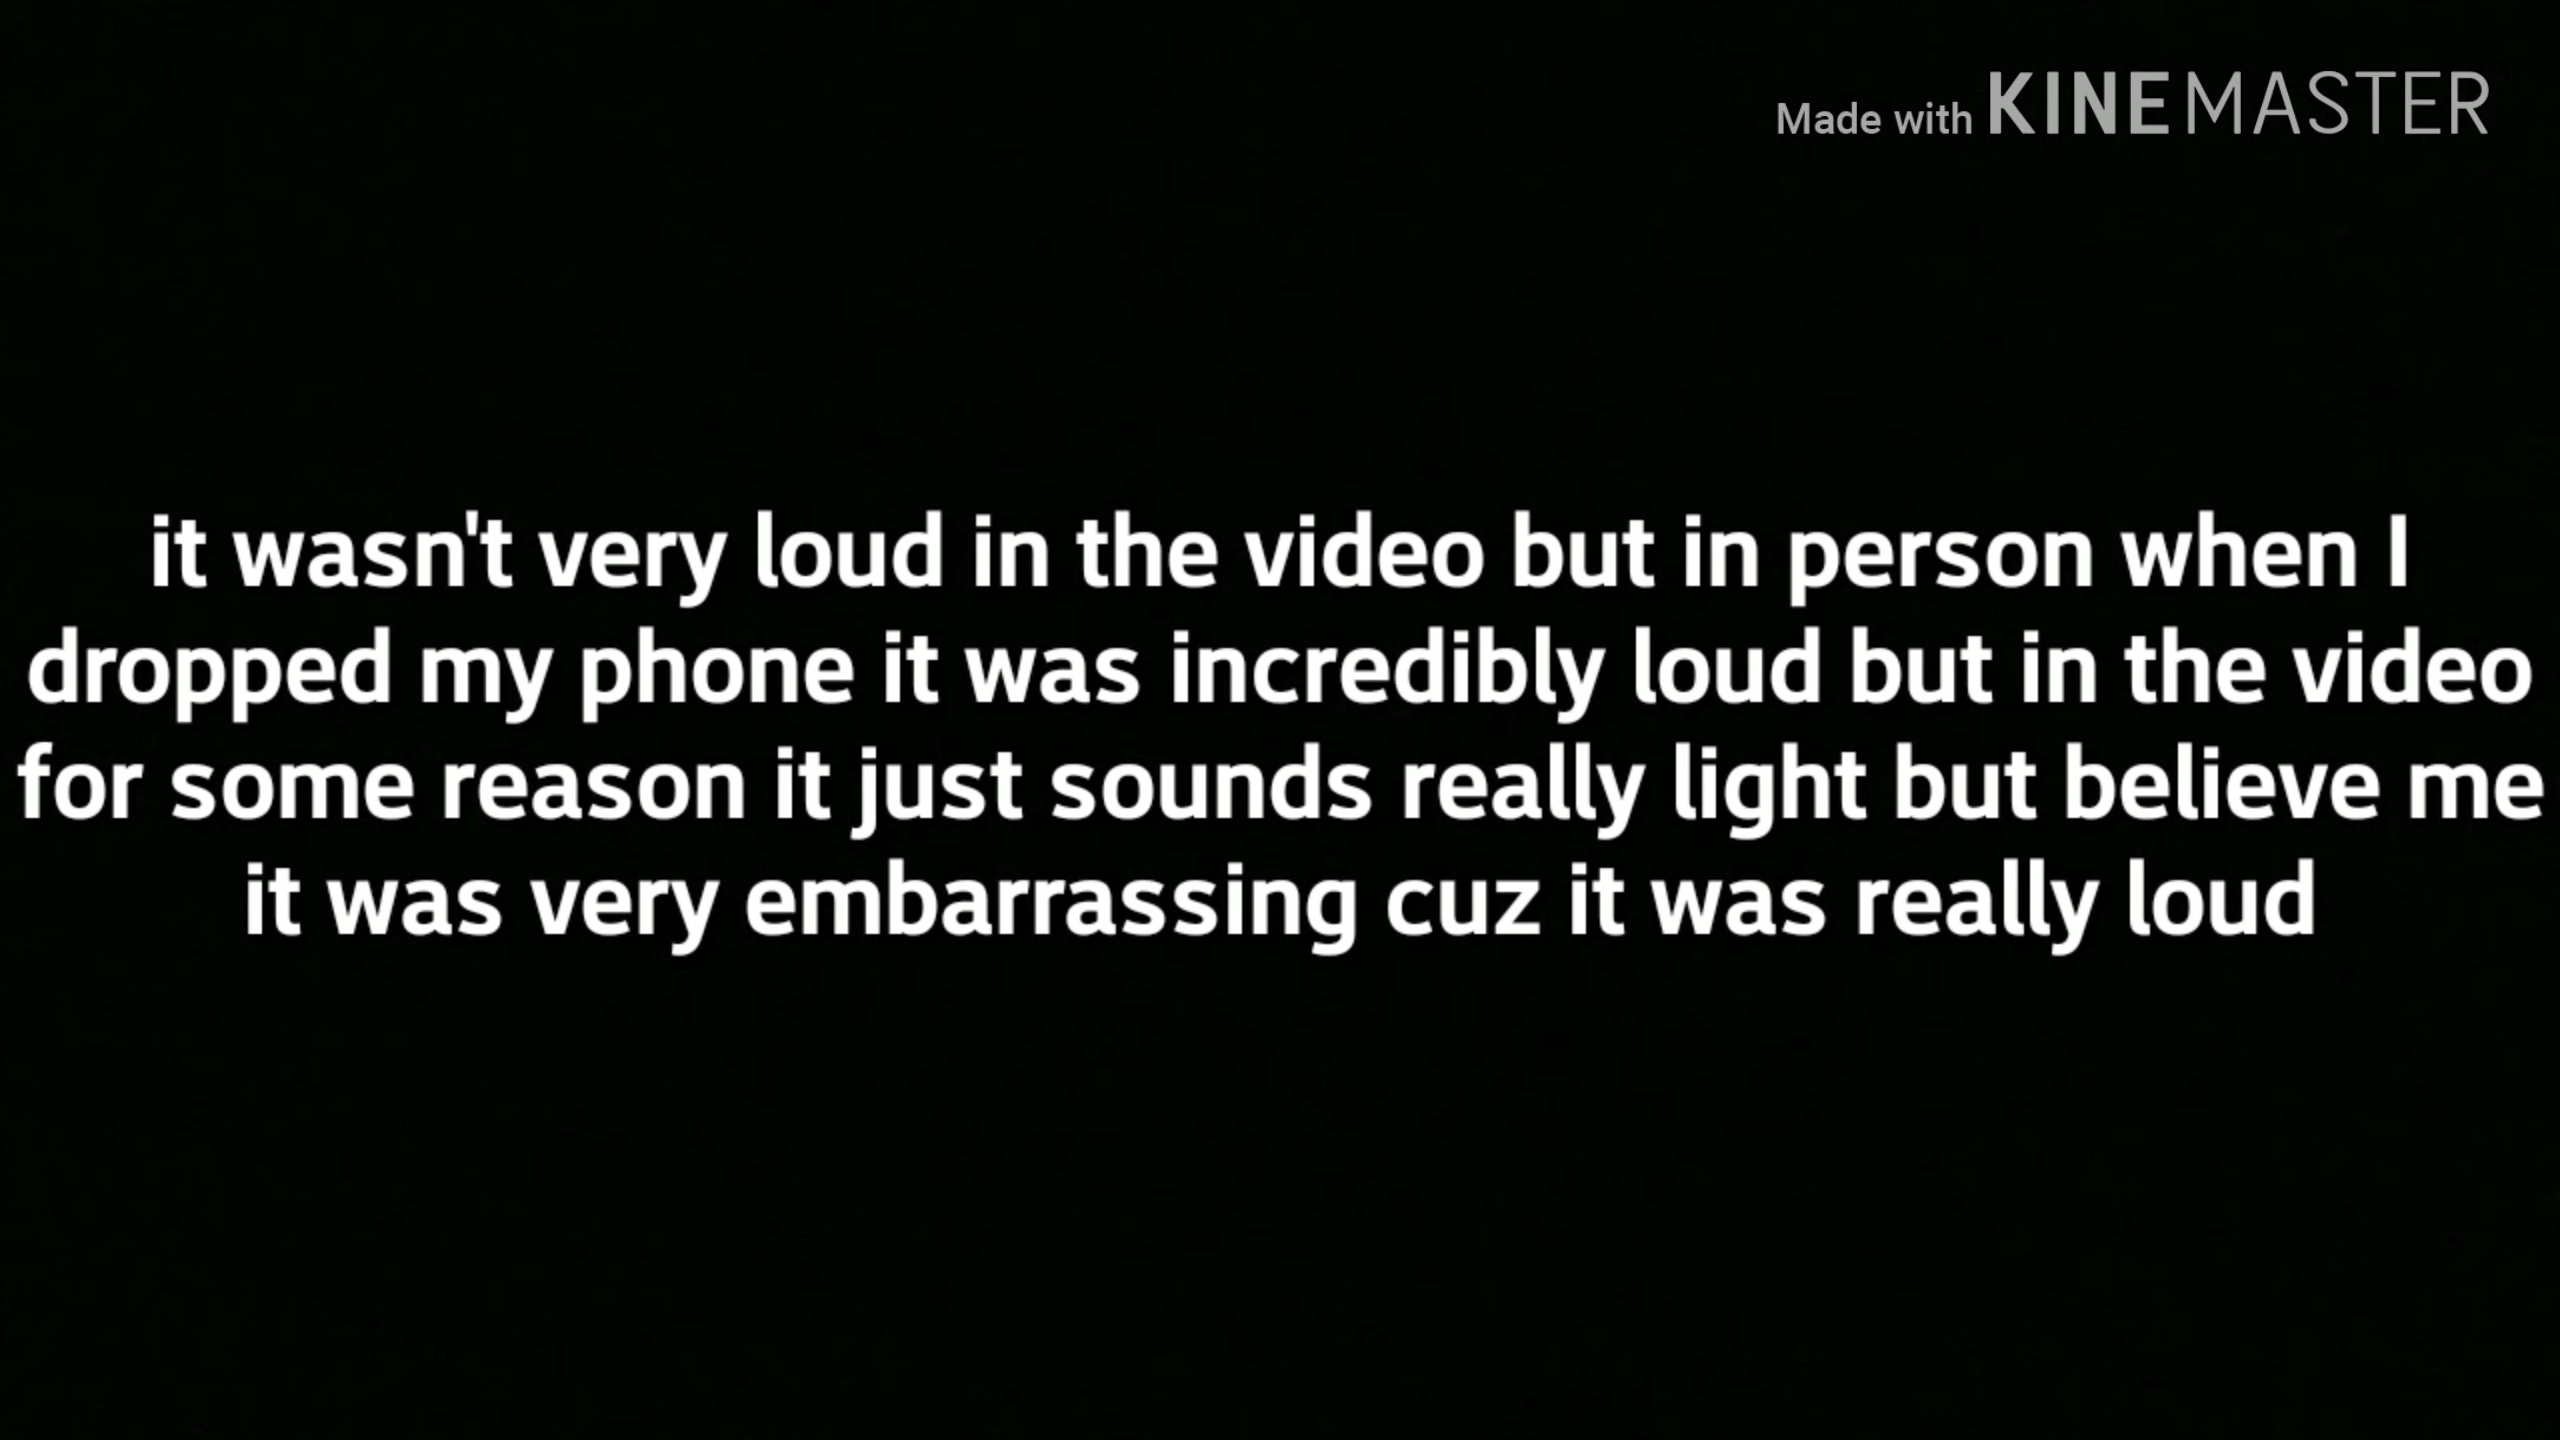 Made with KINEMASTER
it wasn't very loud in the video but in person when I
dropped my phone it was incredibly loud but in the video
for some reason it just sounds really light but believe me
it was very embarrassing cuz it was really loud